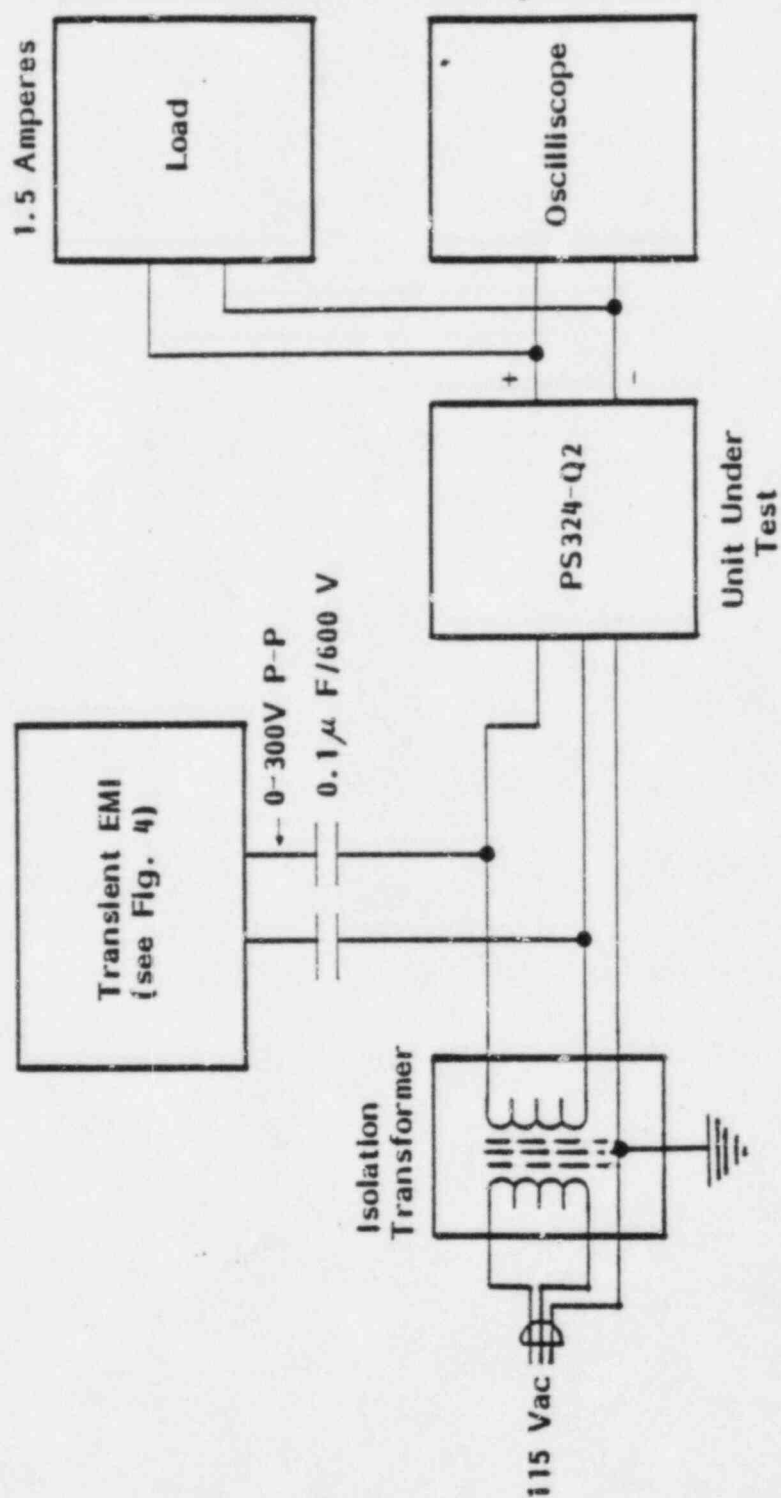 1.5 Amperes
Load
Oscilliscope
+
−
PS324-Q2
Unit Under
Test
Transient EMI
(see Fig. 4)
0-300V P-P
0.1μ F/600 V
Isolation
Transformer
115 Vac